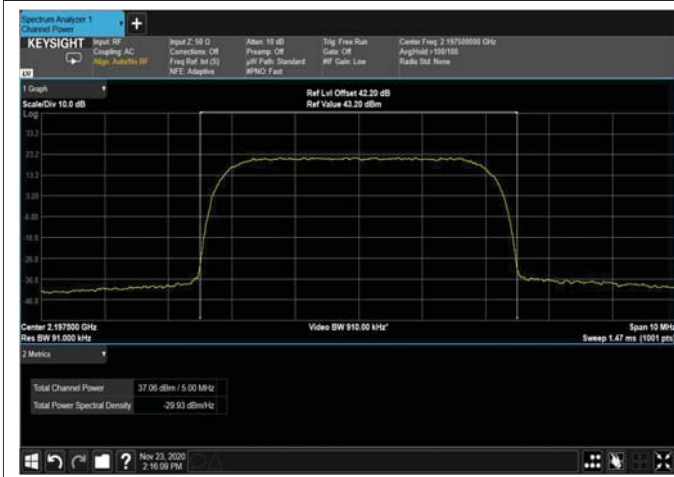 Spectrum Analyzer 1
Channel Power
+
KEYSIGHT
LVI
Input: RF
Coupling: AC
Align: Auto/No RF
Input Z: 50 Ω
Corrections: Off
Freq Ref: Int (S)
NFE: Adaptive
Atten: 10 dB
Preamp: Off
µW Path: Standard
#PNO: Fast
Trig: Free Run
Gate: Off
#IF Gain: Low
Center Freq: 2.197500000 GHz
Avg|Hold:>100/100
Radio Std: None
1 Graph
Scale/Div 10.0 dB
Ref Lvl Offset 42.20 dB
Ref Value 43.20 dBm
Log
33.2
23.2
13.2
3.20
-6.80
-16.8
-26.8
-36.8
-46.8
Center 2.197500 GHz
Res BW 91.000 kHz
Video BW 910.00 kHz*
Span 10 MHz
Sweep 1.47 ms (1001 pts)
2 Metrics
Total Channel Power 37.06 dBm / 5.00 MHz
Total Power Spectral Density -29.93 dBm/Hz
?
Nov 23, 2020
2:16:09 PM